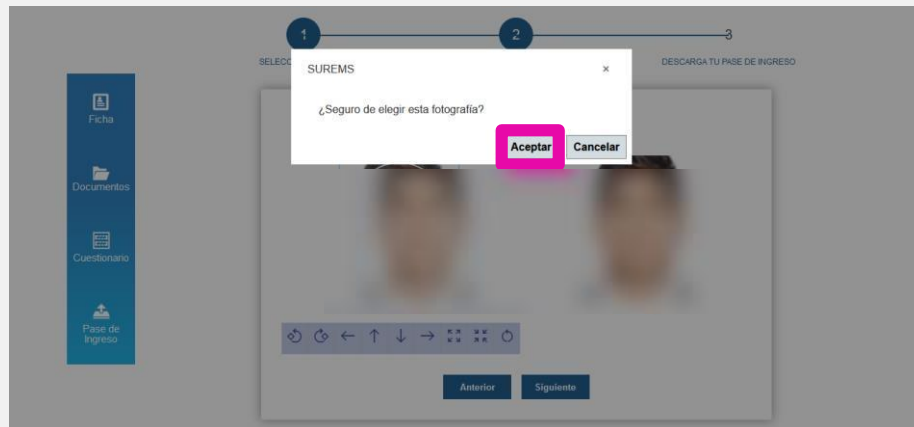 1
2
3
SELECC
DESCARGA TU PASE DE INGRESO
SUREMS
×
¿Seguro de elegir esta fotografía?
Aceptar
Cancelar
Ficha
Documentos
Cuestionario
Pase de
Ingreso
Anterior
Siguiente